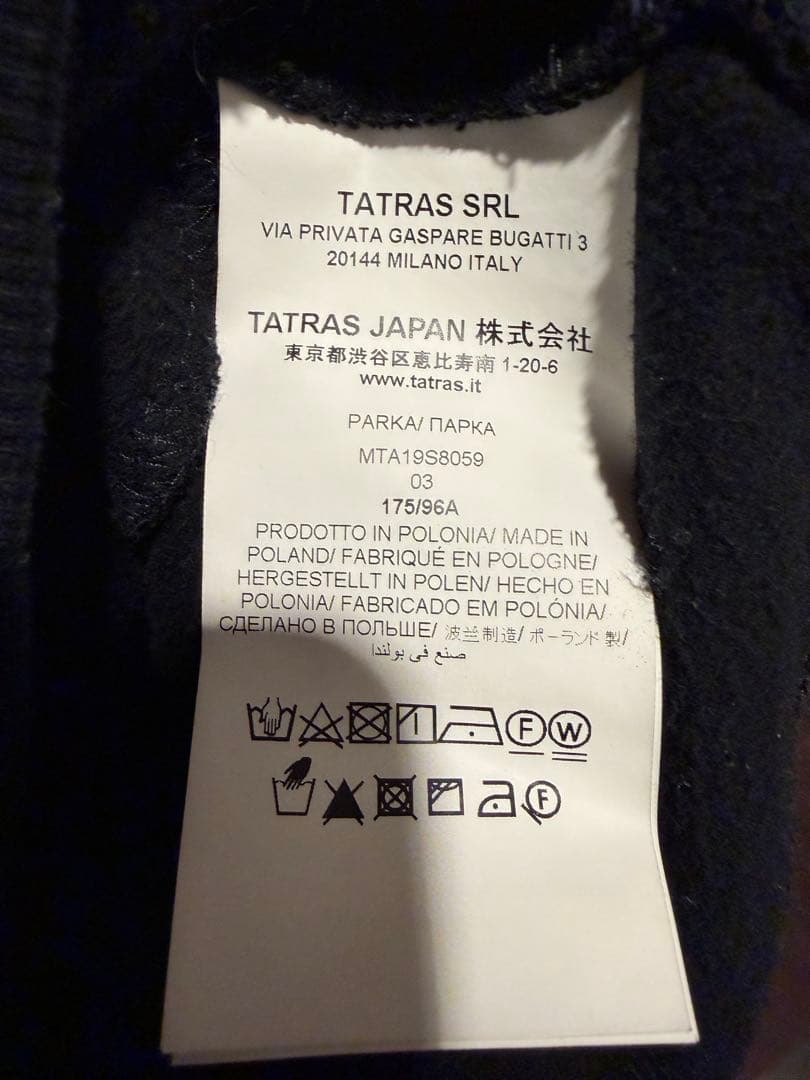 TATRAS SRL
VIA PRIVATA GASPARE BUGATTI 3
20144 MILANO ITALY
TATRAS JAPAN 株式会社
東京都渋谷区恵比寿南 1-20-6
www.tatras.it
PARKA/ ПАРКА
MTA19S8059
03
175/96A
PRODOTTO IN POLONIA/ MADE IN
POLAND/ FABRIQUÉ EN POLOGNE/
HERGESTELLT IN POLEN/ HECHO EN
POLONIA/ FABRICADO EM POLÓNIA/
СДЕЛАНО В ПОЛЬШЕ/ 波兰制造/ ポーランド製/
صنع في بولندا
F W
F